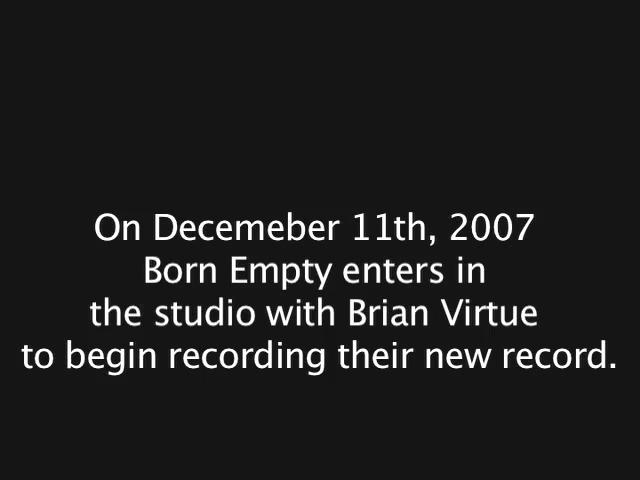 On Decemeber 11th, 2007
Born Empty enters in
the studio with Brian Virtue
to begin recording their new record.